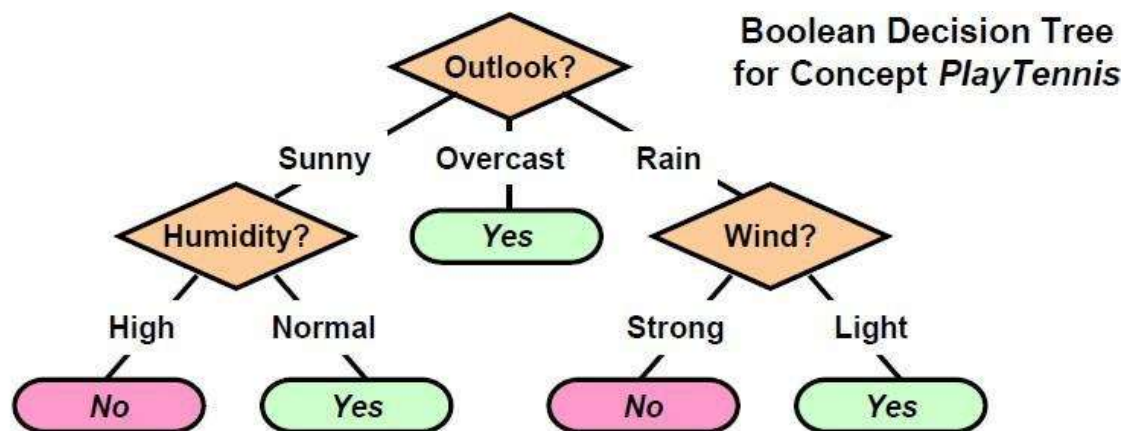 Boolean Decision Tree
for Concept PlayTennis
Outlook?
Sunny
Overcast
Rain
Humidity?
Yes
Wind?
High
Normal
Strong
Light
No
Yes
No
Yes